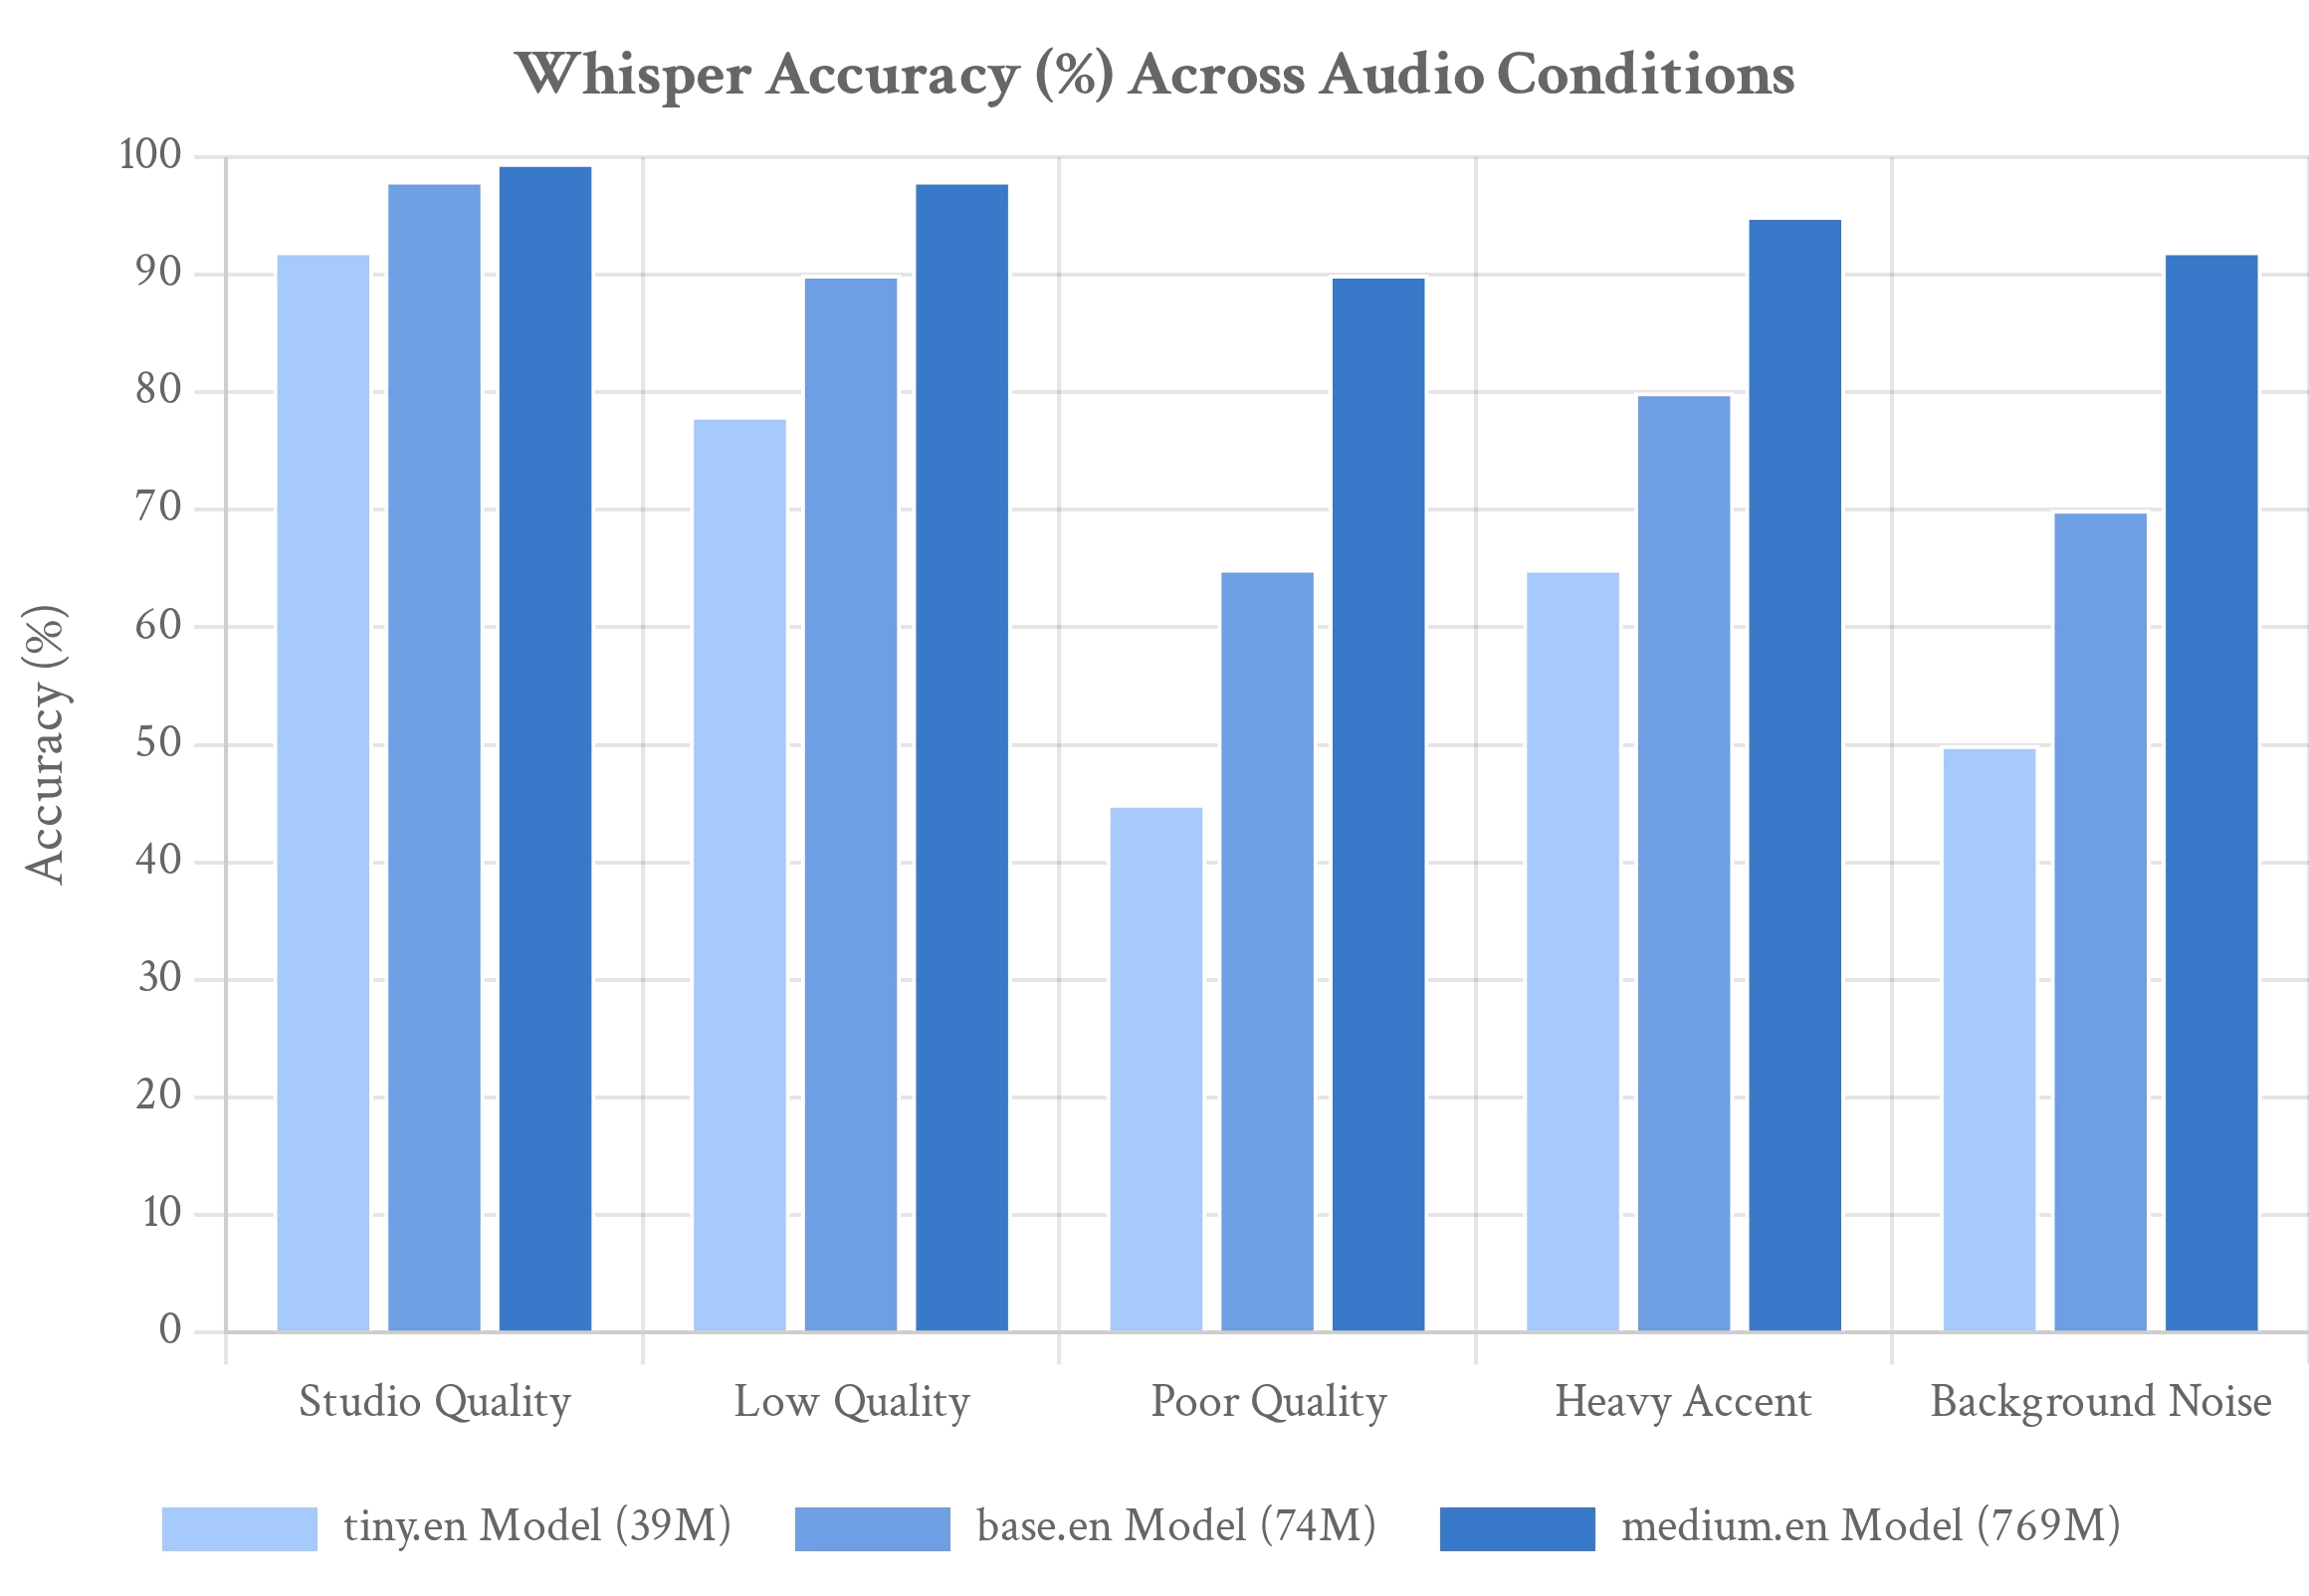 Whisper Accuracy (%) Across Audio Conditions
Accuracy (%)
100
90
80
70
60
50
40
30
20
10
0
Studio Quality
Low Quality
Poor Quality
Heavy Accent
Background Noise
tiny.en Model (39M)
base.en Model (74M)
medium.en Model (769M)